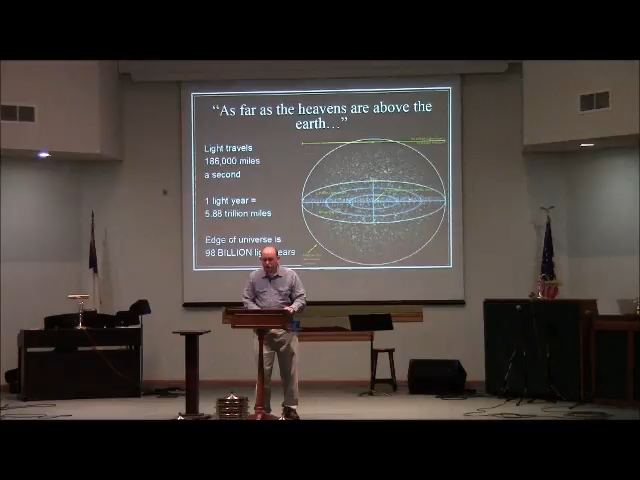 “As far as the heavens are above the
earth…”
Light travels
186,000 miles
a second
1 light year =
5.88 trillion miles
Edge of universe is
98 BILLION